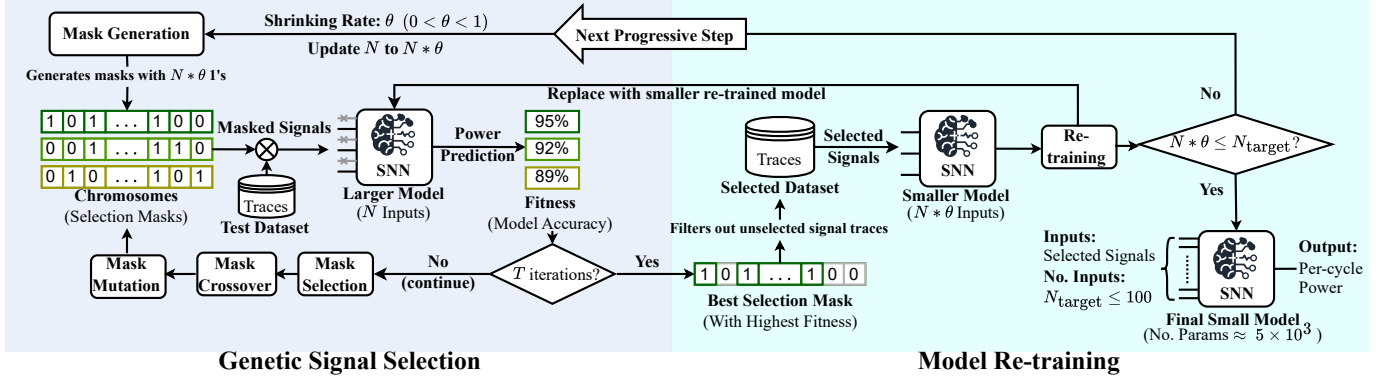 Mask Generation
Shrinking Rate: θ (0 < θ < 1)
Update N to N * θ
Next Progressive Step
Generates masks with N * θ 1's
1 0 1 ... 1 0 0
0 0 1 ... 1 1 0
0 1 0 ... 1 0 1
Chromosomes
(Selection Masks)
Masked Signals
Traces
Test Dataset
SNN
Larger Model
(N Inputs)
Power
Prediction
95%
92%
89%
Fitness
(Model Accuracy)
T iterations?
No
(continue)
Mask
Selection
Mask
Crossover
Mask
Mutation
Yes
Genetic Signal Selection
Replace with smaller re-trained model
Traces
Selected Dataset
Selected
Signals
SNN
Smaller Model
(N * θ Inputs)
Re-
training
Filters out unselected signal traces
1 0 1 ... 1 0 0
Best Selection Mask
(With Highest Fitness)
No
N * θ ≤ N_target?
Yes
Inputs:
Selected Signals
No. Inputs:
N_target ≤ 100
SNN
Output:
Per-cycle
Power
Final Small Model
(No. Params ≈ 5 × 10³ )
Model Re-training